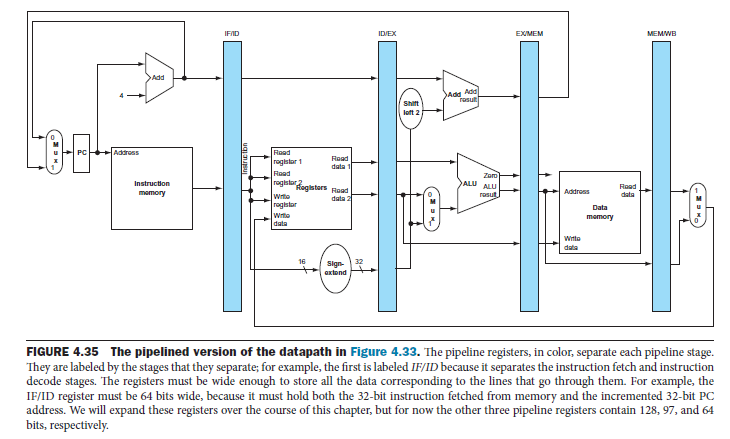 IF/ID
ID/EX
EX/MEM
MEM/WB
Add
4
Shift
left 2
Add Add
result
0
M
u
x
1
PC
Address
Instruction
memory
Instruction
Read
register 1
Read
register 2
Registers
Write
register
Write
data
Read
data 1
Read
data 2
0
M
u
x
1
Zero
ALU
ALU
result
Address
Read
data
Data
memory
Write
data
1
M
u
x
0
16
Sign-
extend
32
FIGURE 4.35 The pipelined version of the datapath in Figure 4.33. The pipeline registers, in color, separate each pipeline stage.
They are labeled by the stages that they separate; for example, the first is labeled IF/ID because it separates the instruction fetch and instruction
decode stages. The registers must be wide enough to store all the data corresponding to the lines that go through them. For example, the
IF/ID register must be 64 bits wide, because it must hold both the 32-bit instruction fetched from memory and the incremented 32-bit PC
address. We will expand these registers over the course of this chapter, but for now the other three pipeline registers contain 128, 97, and 64
bits, respectively.